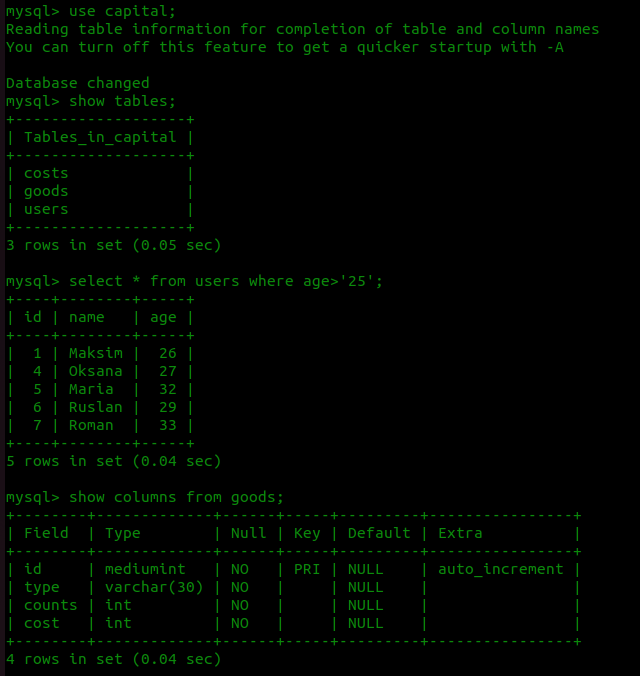 mysql> use capital;
Reading table information for completion of table and column names
You can turn off this feature to get a quicker startup with -A

Database changed
mysql> show tables;
+-------------------+
| Tables_in_capital |
+-------------------+
| costs             |
| goods             |
| users             |
+-------------------+
3 rows in set (0.05 sec)

mysql> select * from users where age>'25';
+----+--------+-----+
| id | name   | age |
+----+--------+-----+
|  1 | Maksim |  26 |
|  4 | Oksana |  27 |
|  5 | Maria  |  32 |
|  6 | Ruslan |  29 |
|  7 | Roman  |  33 |
+----+--------+-----+
5 rows in set (0.04 sec)

mysql> show columns from goods;
+--------+-------------+------+-----+---------+----------------+
| Field  | Type        | Null | Key | Default | Extra          |
+--------+-------------+------+-----+---------+----------------+
| id     | mediumint   | NO   | PRI | NULL    | auto_increment |
| type   | varchar(30) | NO   |     | NULL    |                |
| counts | int         | NO   |     | NULL    |                |
| cost   | int         | NO   |     | NULL    |                |
+--------+-------------+------+-----+---------+----------------+
4 rows in set (0.04 sec)